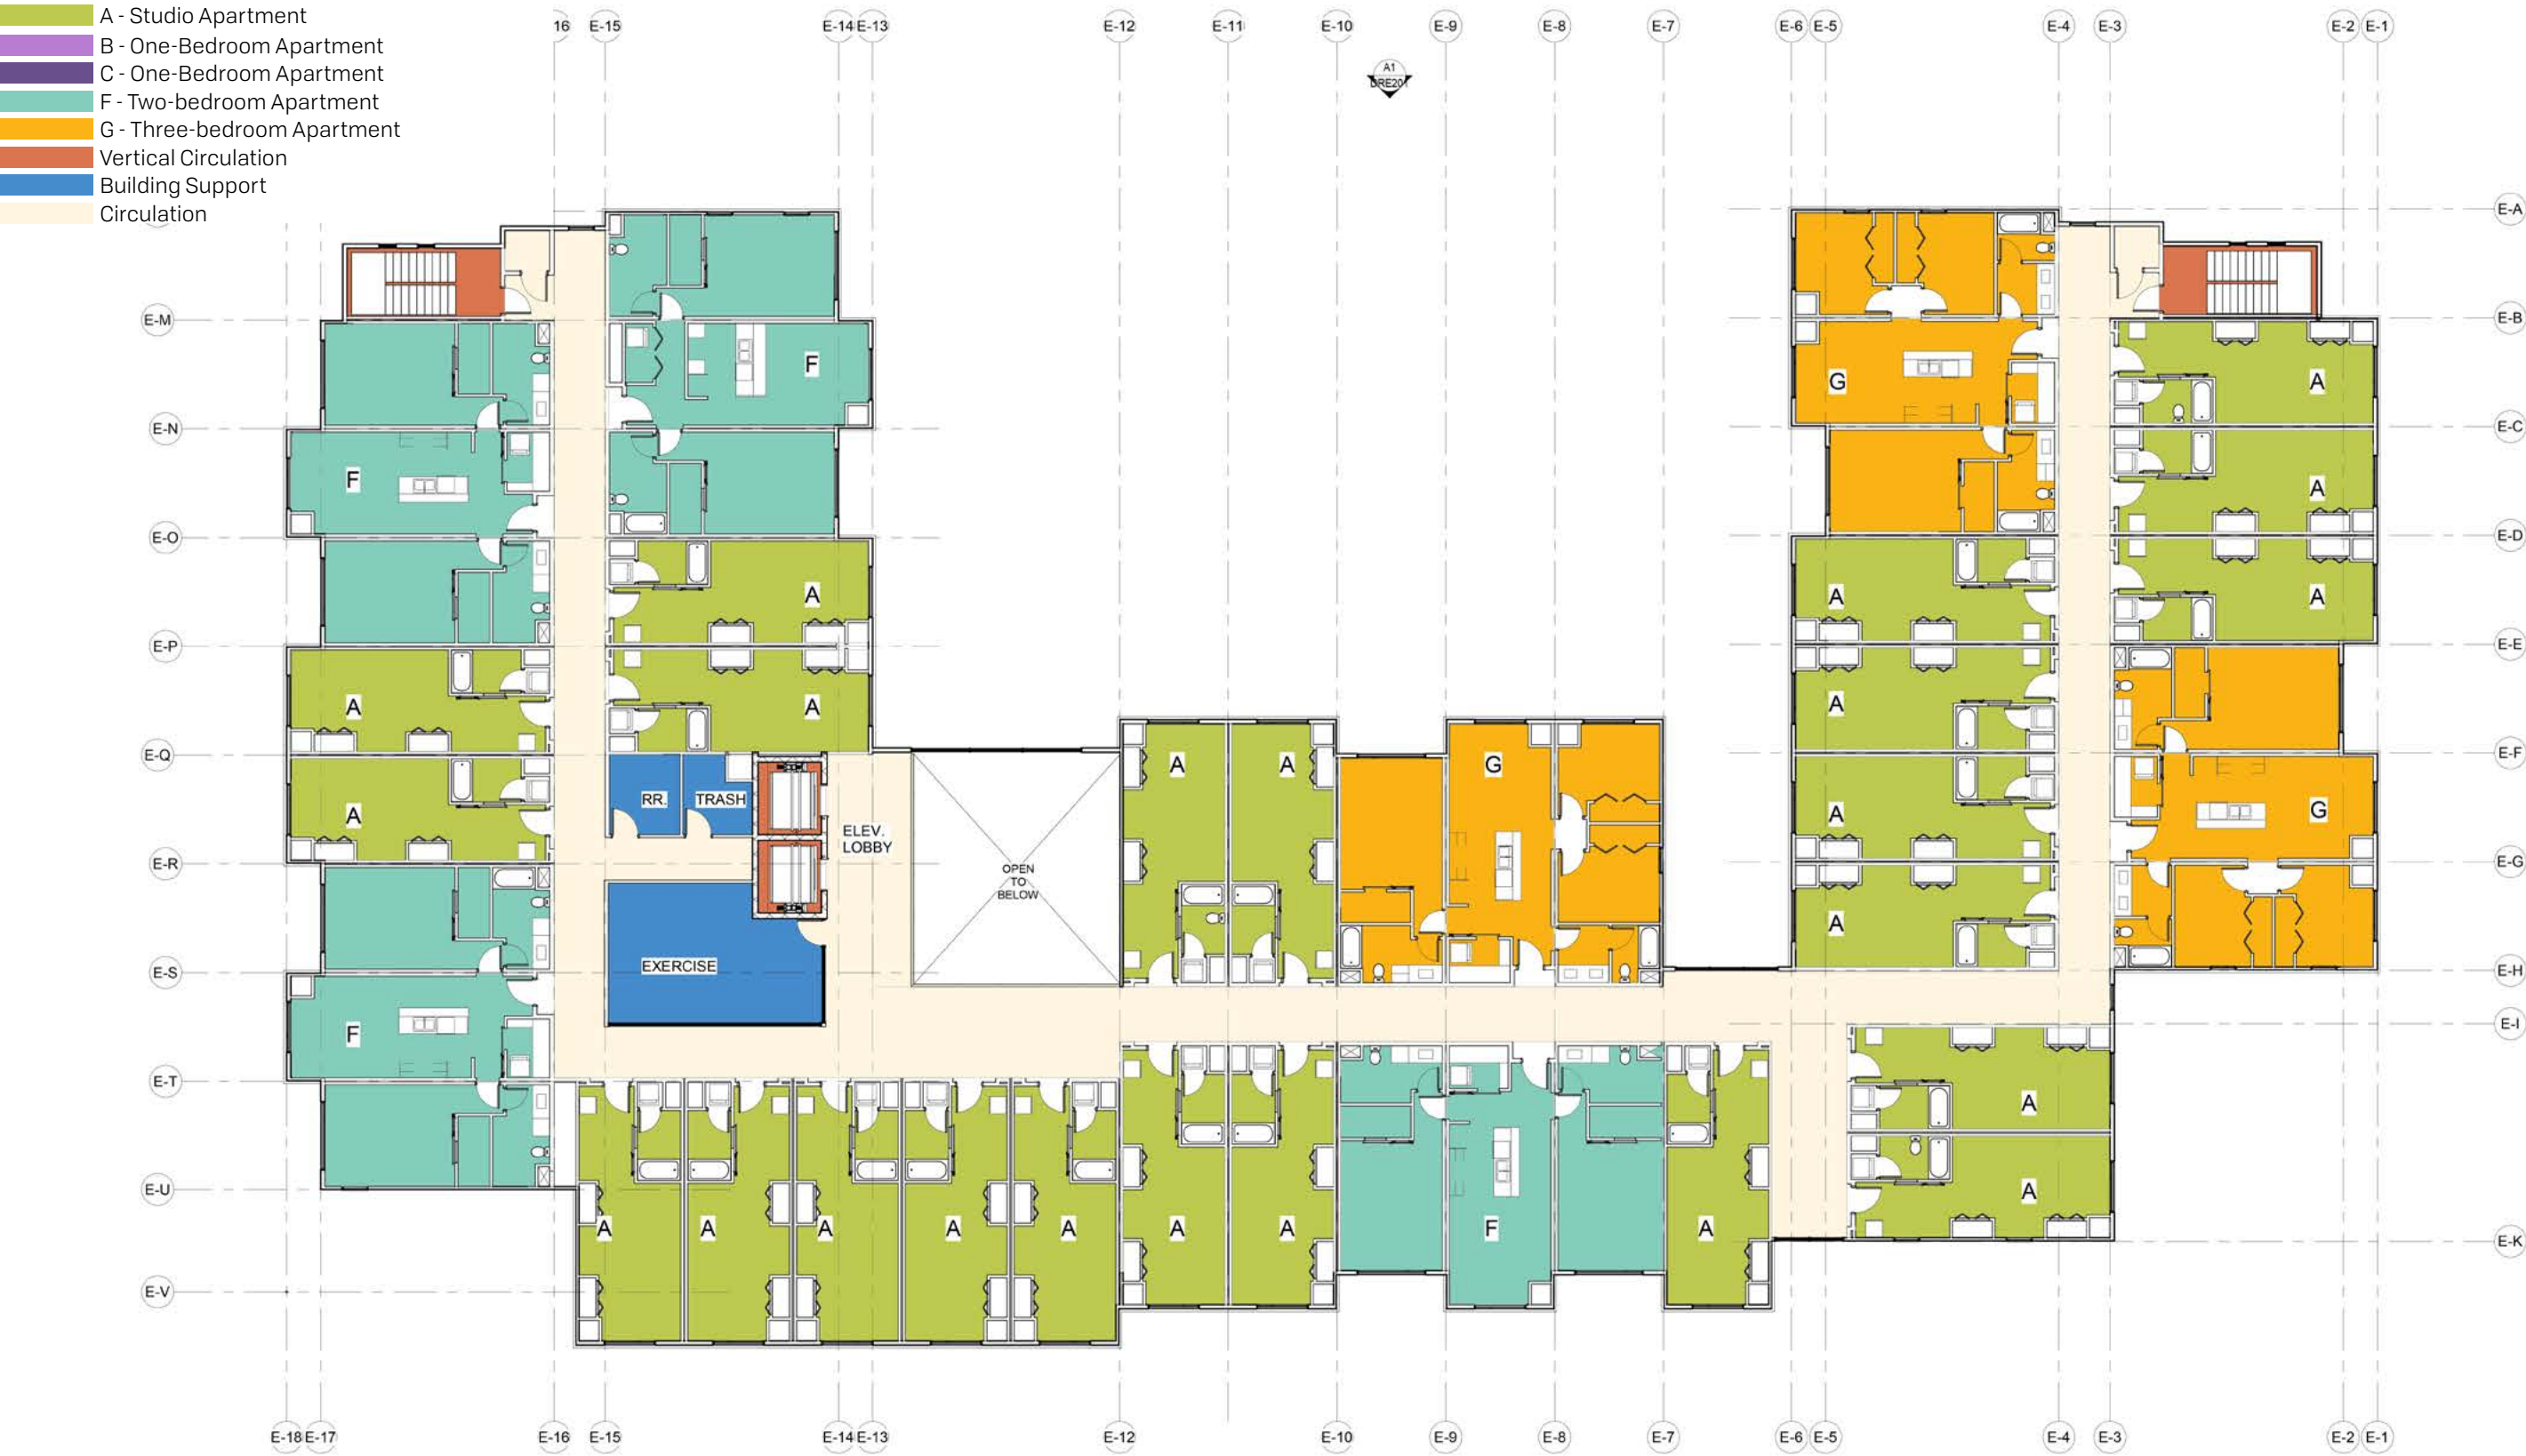 A - Studio Apartment
B - One-Bedroom Apartment
C - One-Bedroom Apartment
F - Two-bedroom Apartment
G - Three-bedroom Apartment
Vertical Circulation
Building Support
Circulation
16 E-15 E-14 E-13 E-12 E-11 E-10 E-9 E-8 E-7 E-6 E-5 E-4 E-3 E-2 E-1
A1
DRE201
E-A
E-M
E-B
F
G
A
E-N
E-C
F
A
E-O
E-D
A
A
A
E-P
E-E
A
A
A
E-Q
E-F
A
A
G
RR.
TRASH
A
A
G
ELEV.
LOBBY
E-R
E-G
OPEN
TO
BELOW
A
EXERCISE
E-S
E-H
E-I
F
E-T
A
E-U
A
A
A
A
A
A
A
A
F
A
E-K
E-V
E-18 E-17 E-16 E-15 E-14 E-13 E-12 E-10 E-9 E-8 E-7 E-6 E-5 E-4 E-3 E-2 E-1